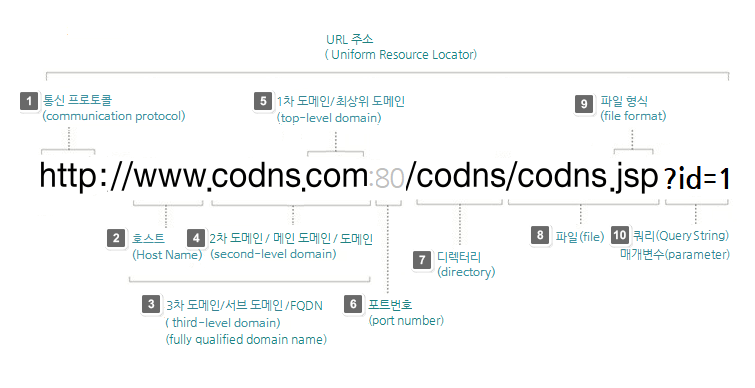 URL 주소
( Uniform Resource Locator)
1 통신 프로토콜
(communication protocol)
5 1차 도메인/ 최상위 도메인
(top-level domain)
9 파일 형식
(file format)
http://www.codns.com:80/codns/codns.jsp?id=1
2 호스트
(Host Name)
4 2차 도메인 / 메인 도메인 / 도메인
(second-level domain)
7 디렉터리
(directory)
8 파일(file)
10 쿼리(Query String)
매개변수(parameter)
3 3차 도메인/서브 도메인 /FQDN
( third-level domain)
(fully qualified domain name)
6 포트번호
(port number)